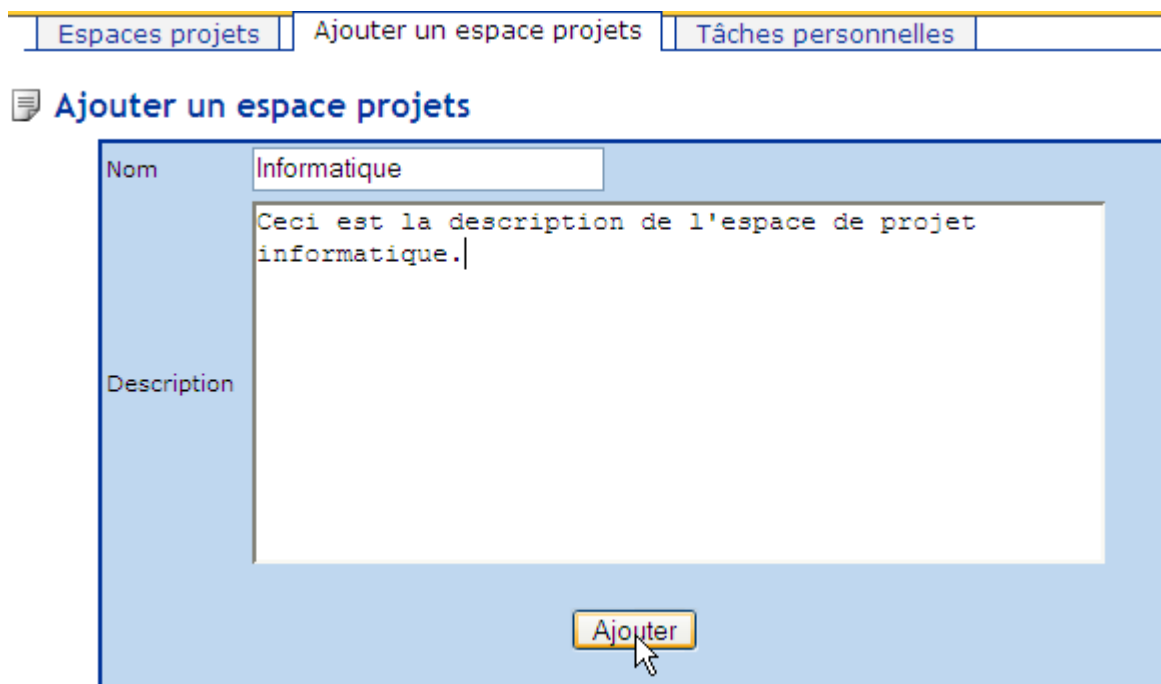 Espaces projets Ajouter un espace projets Tâches personnelles
Ajouter un espace projets
Nom Informatique
Ceci est la description de l'espace de projet
informatique.
Description
Ajouter